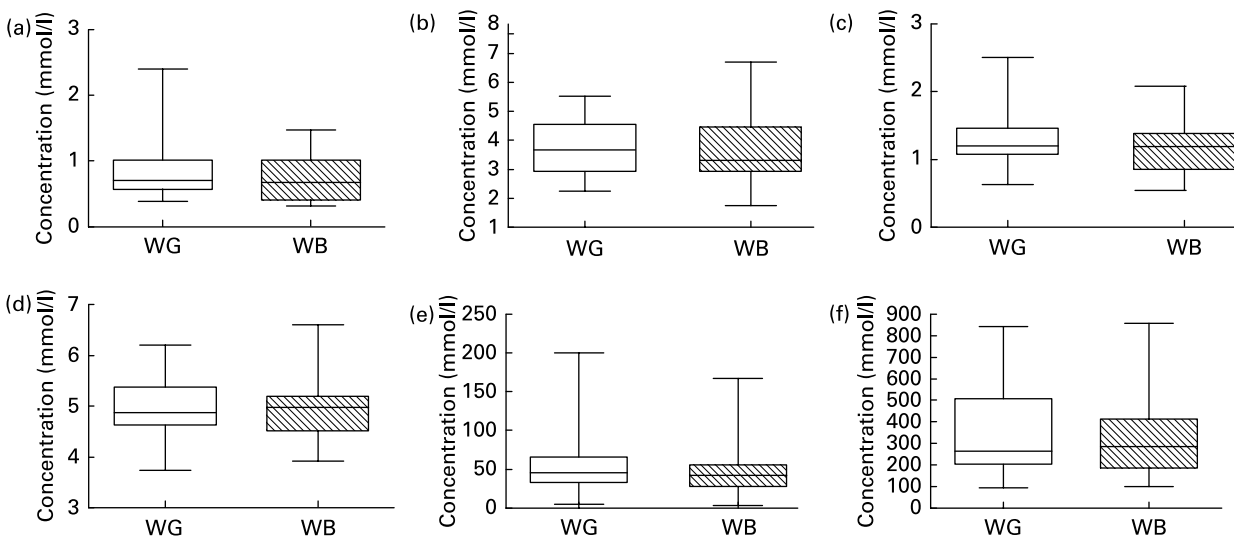 (a)
Concentration (mmol/l)
3
2
1
0
WG WB
(b)
Concentration (mmol/l)
8
7
6
5
4
3
2
1
WG WB
(c)
Concentration (mmol/l)
3
2
1
0
WG WB
(d)
Concentration (mmol/l)
7
6
5
4
3
WG WB
(e)
Concentration (mmol/l)
250
200
150
100
50
0
WG WB
(f)
Concentration (mmol/l)
900
800
700
600
500
400
300
200
100
0
WG WB